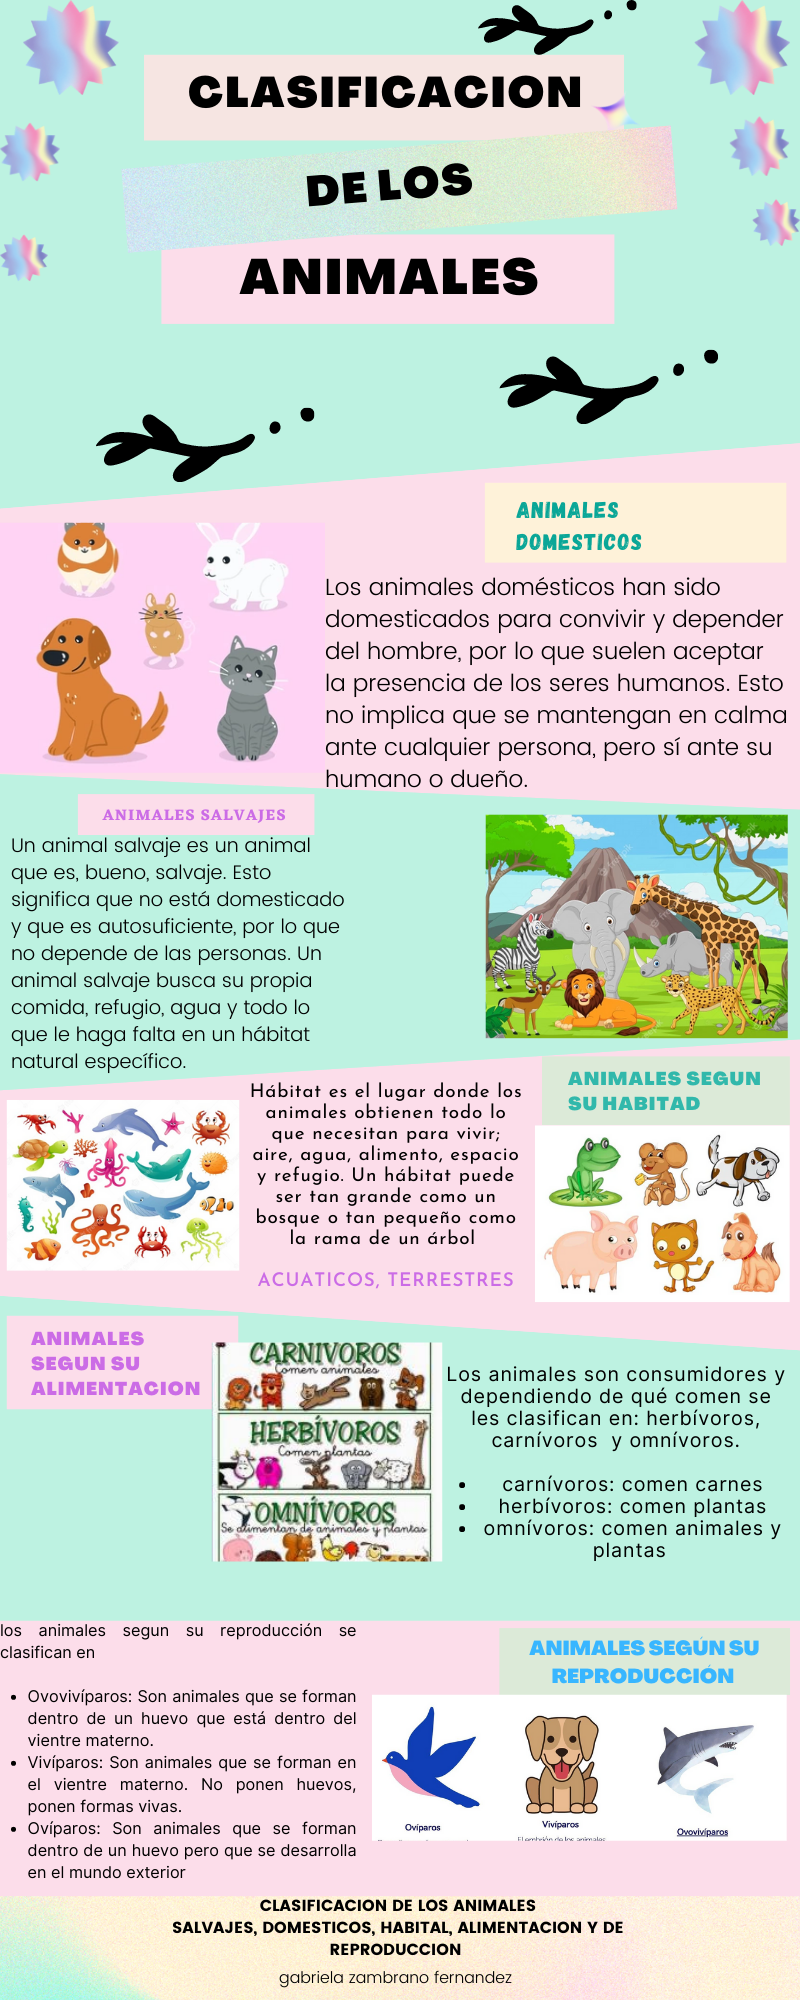 CLASIFICACION
DE LOS
ANIMALES
ANIMALES
DOMESTICOS
Los animales domésticos han sido
domesticados para convivir y depender
del hombre, por lo que suelen aceptar
la presencia de los seres humanos. Esto
no implica que se mantengan en calma
ante cualquier persona, pero sí ante su
humano o dueño.
ANIMALES SALVAJES
Un animal salvaje es un animal
que es, bueno, salvaje. Esto
significa que no está domesticado
y que es autosuficiente, por lo que
no depende de las personas. Un
animal salvaje busca su propia
comida, refugio, agua y todo lo
que le haga falta en un hábitat
natural específico.
ANIMALES SEGUN
SU HABITAD
Hábitat es el lugar donde los
animales obtienen todo lo
que necesitan para vivir;
aire, agua, alimento, espacio
y refugio. Un hábitat puede
ser tan grande como un
bosque o tan pequeño como
la rama de un árbol
ACUATICOS, TERRESTRES
ANIMALES
SEGUN SU
ALIMENTACION
CARNIVOROS
Comen animales
HERBÍVOROS
Comen plantas
OMNÍVOROS
Se alimentan de animales y plantas
Los animales son consumidores y
dependiendo de qué comen se
les clasifican en: herbívoros,
carnívoros y omnívoros.
• carnívoros: comen carnes
• herbívoros: comen plantas
• omnívoros: comen animales y
plantas
los animales segun su reproducción se
clasifican en
• Ovovivíparos: Son animales que se forman
dentro de un huevo que está dentro del
vientre materno.
• Vivíparos: Son animales que se forman en
el vientre materno. No ponen huevos,
ponen formas vivas.
• Ovíparos: Son animales que se forman
dentro de un huevo pero que se desarrolla
en el mundo exterior
ANIMALES SEGÚN SU
REPRODUCCIÓN
Ovíparos
Vivíparos
El embrión de los animales
Ovovivíparos
CLASIFICACION DE LOS ANIMALES
SALVAJES, DOMESTICOS, HABITAL, ALIMENTACION Y DE
REPRODUCCION
gabriela zambrano fernandez